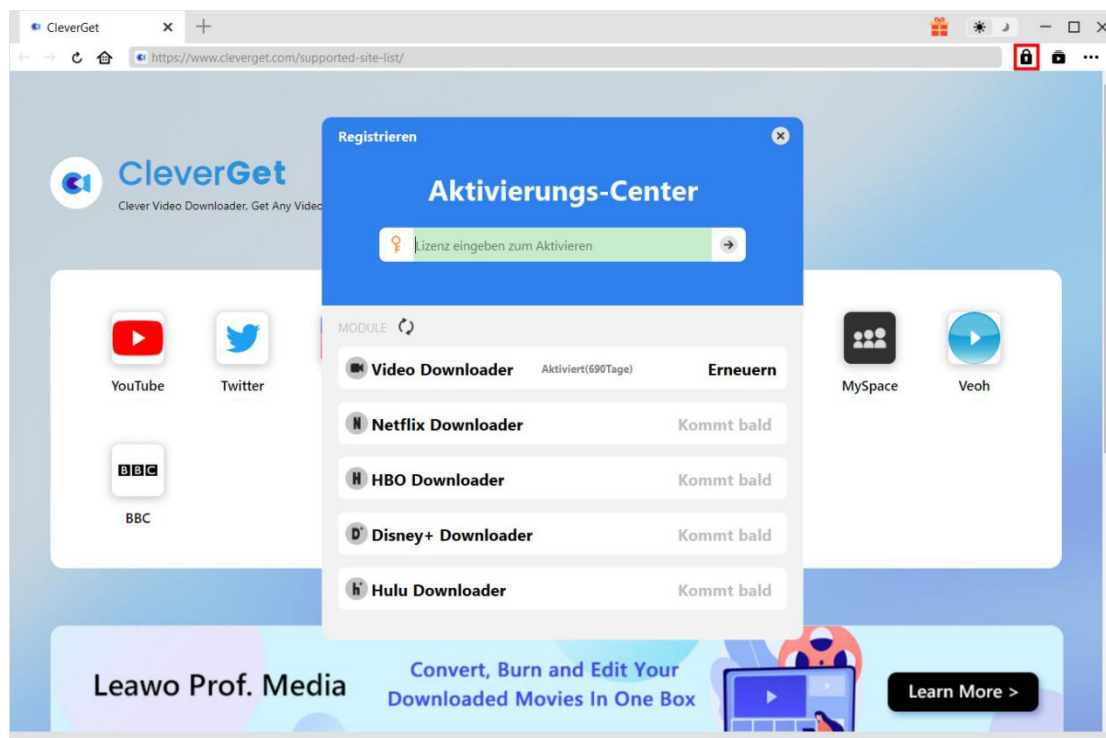 CleverGet
https://www.cleverget.com/supported-site-list/
CleverGet
Clever Video Downloader. Get Any Video
Registrieren
Aktivierungs-Center
Lizenz eingeben zum Aktivieren
MODULE
Video Downloader Aktiviert(690Tage) Erneuern
Netflix Downloader Kommt bald
HBO Downloader Kommt bald
Disney+ Downloader Kommt bald
Hulu Downloader Kommt bald
YouTube
Twitter
MySpace
Veoh
BBC
BBC
Leawo Prof. Media
Convert, Burn and Edit Your
Downloaded Movies In One Box
Learn More >